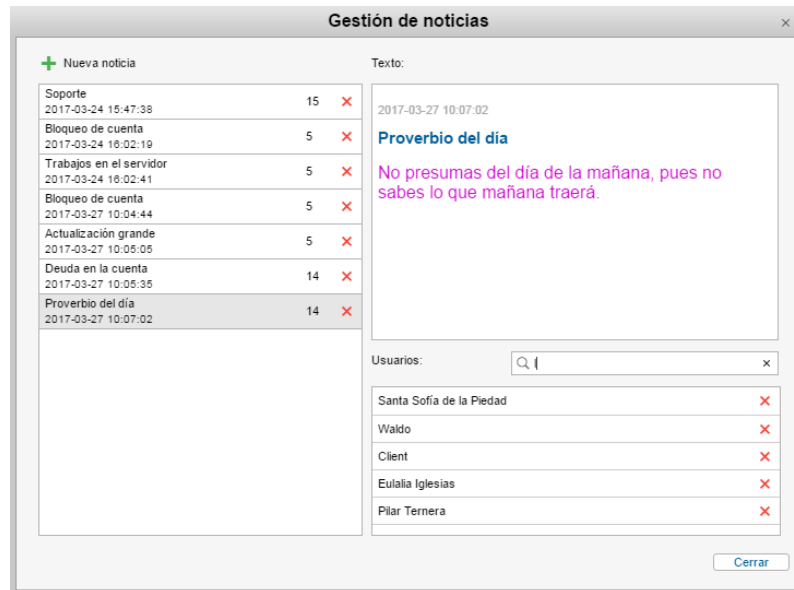 Gestión de noticias
Nueva noticia
Soporte
2017-03-24 15:47:38
15
Bloqueo de cuenta
2017-03-24 16:02:19
5
Trabajos en el servidor
2017-03-24 16:02:41
5
Bloqueo de cuenta
2017-03-27 10:04:44
5
Actualización grande
2017-03-27 10:05:05
5
Deuda en la cuenta
2017-03-27 10:05:35
14
Proverbio del día
2017-03-27 10:07:02
14
Texto:
2017-03-27 10:07:02
Proverbio del día
No presumas del día de la mañana, pues no
sabes lo que mañana traerá.
Usuarios:
l
Santa Sofía de la Piedad
Waldo
Client
Eulalia Iglesias
Pilar Ternera
Cerrar